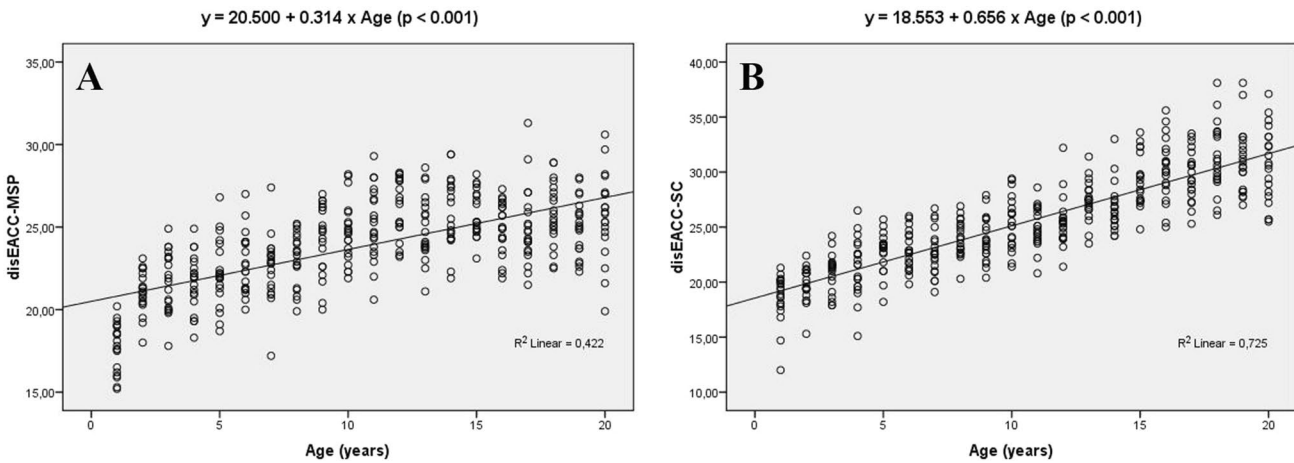 y = 20.500 + 0.314 x Age (p < 0.001)
A
35,00
30,00
25,00
20,00
15,00
disEACC-MSP
R² Linear = 0,422
0 5 10 15 20
Age (years)
y = 18.553 + 0.656 x Age (p < 0.001)
B
40,00
35,00
30,00
25,00
20,00
15,00
10,00
disEACC-SC
R² Linear = 0,725
0 5 10 15 20
Age (years)